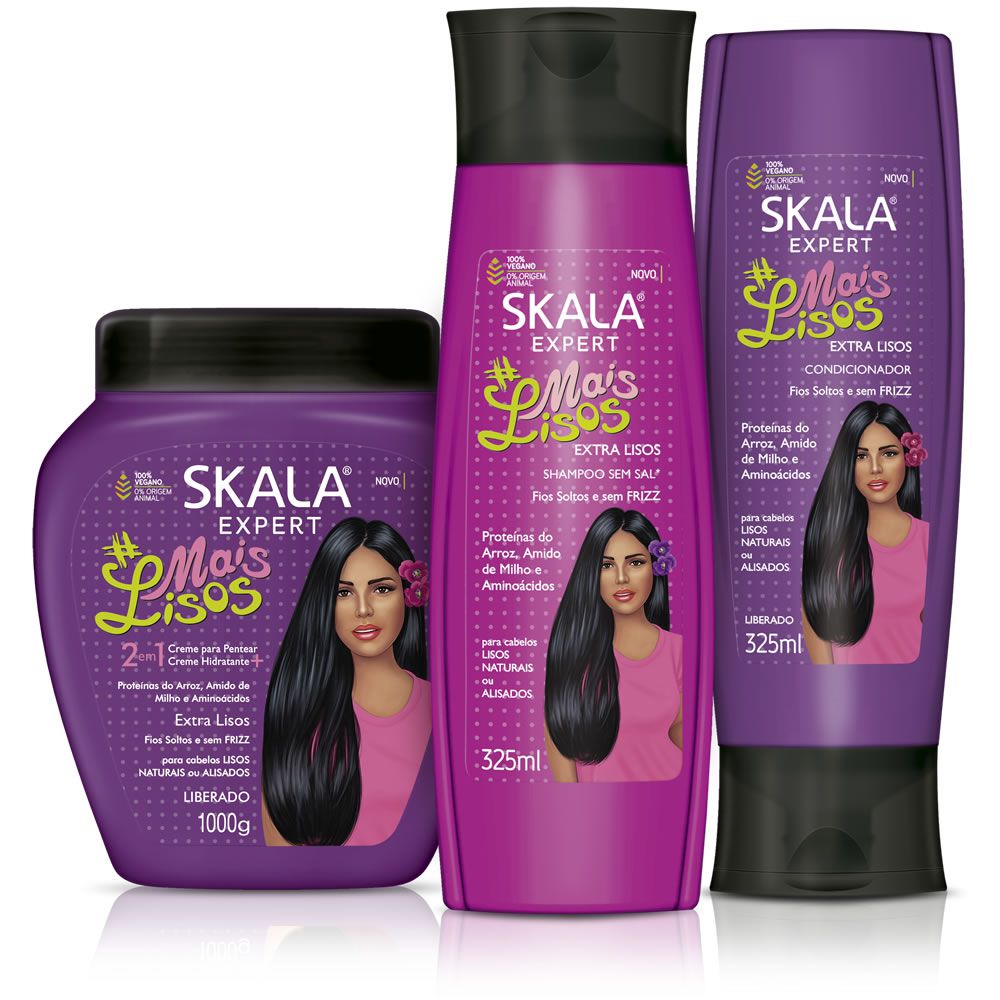 100%
VEGANO
0% ORIGEM
ANIMAL
NOVO
SKALA®
EXPERT
#Mais
Lisos
2 em 1 Creme para Pentear
Creme Hidratante +
Proteínas do Arroz, Amido de
Milho e Aminoácidos
Extra Lisos
Fios Soltos e sem FRIZZ
para cabelos LISOS
NATURAIS ou ALISADOS
LIBERADO
1000g
100%
VEGANO
0% ORIGEM
ANIMAL
NOVO
SKALA®
EXPERT
#Mais
Lisos
EXTRA LISOS
SHAMPOO SEM SAL*
Fios Soltos e sem FRIZZ
Proteínas do
Arroz, Amido
de Milho e
Aminoácidos
para cabelos
LISOS
NATURAIS
ou
ALISADOS
325ml
100%
VEGANO
0% ORIGEM
ANIMAL
NOVO
SKALA®
EXPERT
#Mais
Lisos
EXTRA LISOS
CONDICIONADOR
Fios Soltos e sem FRIZZ
Proteínas do
Arroz, Amido
de Milho e
Aminoácidos
para cabelos
LISOS
NATURAIS
ou
ALISADOS
LIBERADO
325ml